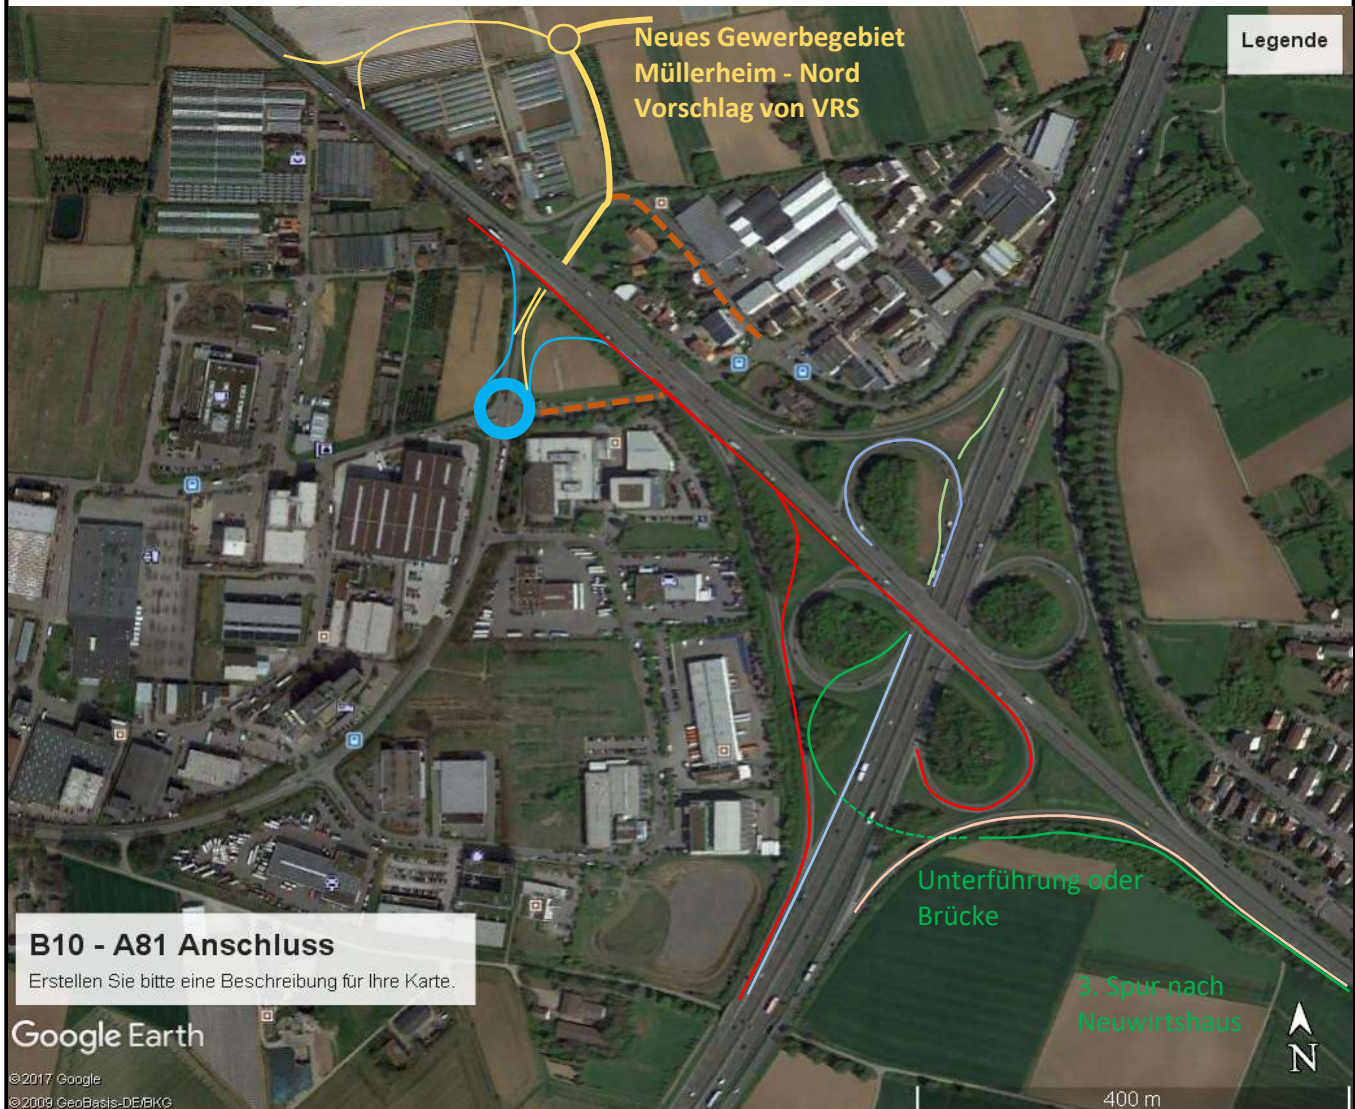 Neues Gewerbegebiet
Müllerheim - Nord
Vorschlag von VRS
Legende
Unterführung oder
Brücke
3. Spur nach
Neuwirtshaus
B10 - A81 Anschluss
Erstellen Sie bitte eine Beschreibung für Ihre Karte.
Google Earth
© 2017 Google
© 2009 GeoBasis-DE/BKG
N
400 m